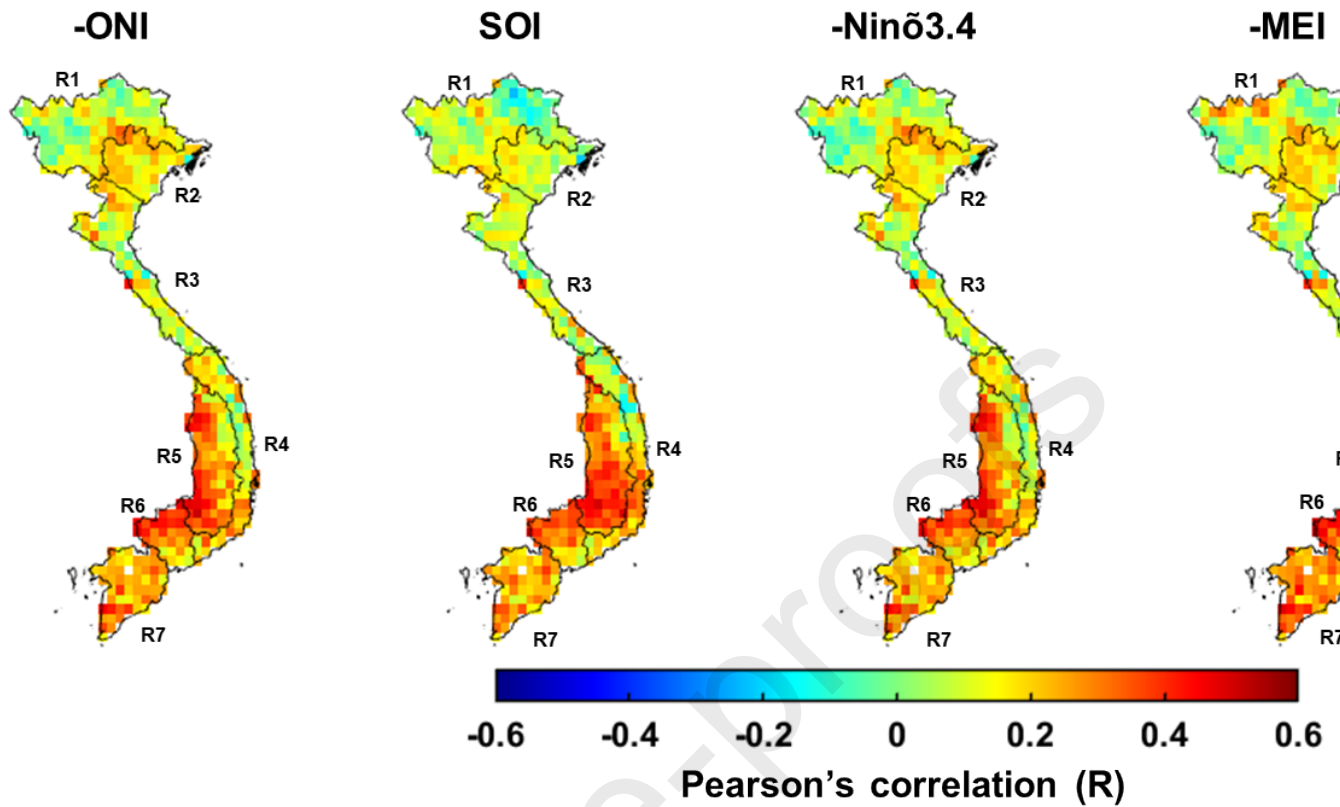 -ONI SOI -Ninõ3.4 -MEI
R1 R1 R1 R1
R2 R2 R2
R3 R3 R3
R4 R4 R4
R5 R5 R5
R6 R6 R6 R6
R7 R7 R7 R7
-0.6 -0.4 -0.2 0 0.2 0.4 0.6
Pearson's correlation (R)
e-proofs